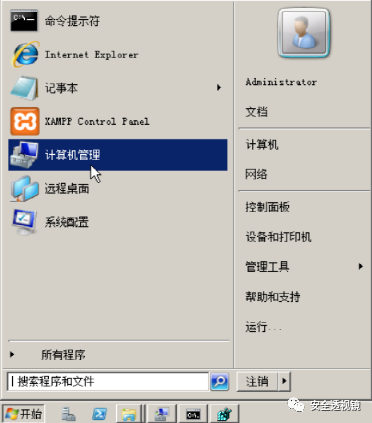 命令提示符
Internet Explorer
记事本
XAMPP Control Panel
计算机管理
远程桌面
系统配置
所有程序
搜索程序和文件
Administrator
文档
计算机
网络
控制面板
设备和打印机
管理工具
帮助和支持
运行...
注销
开始
安全透视镜